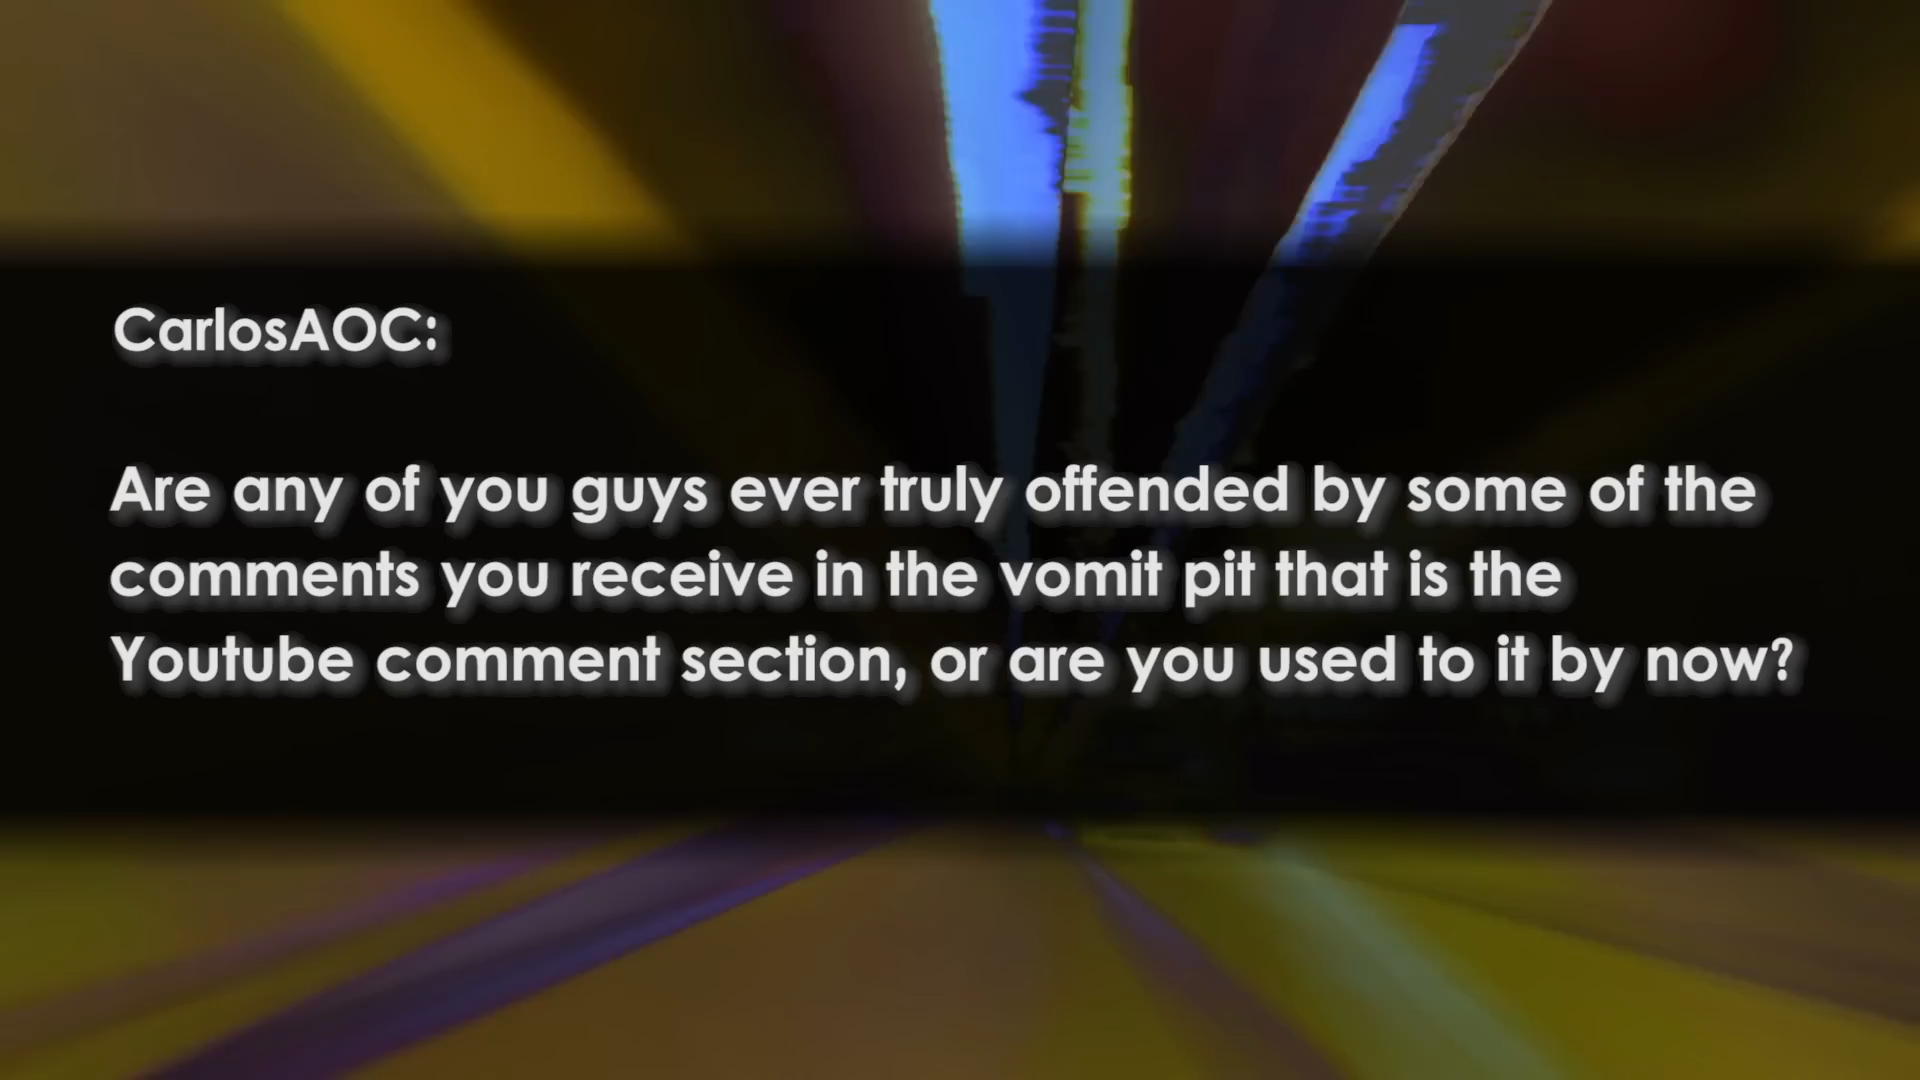 CarlosAOC:
Are any of you guys ever truly offended by some of the
comments you receive in the vomit pit that is the
Youtube comment section, or are you used to it by now?